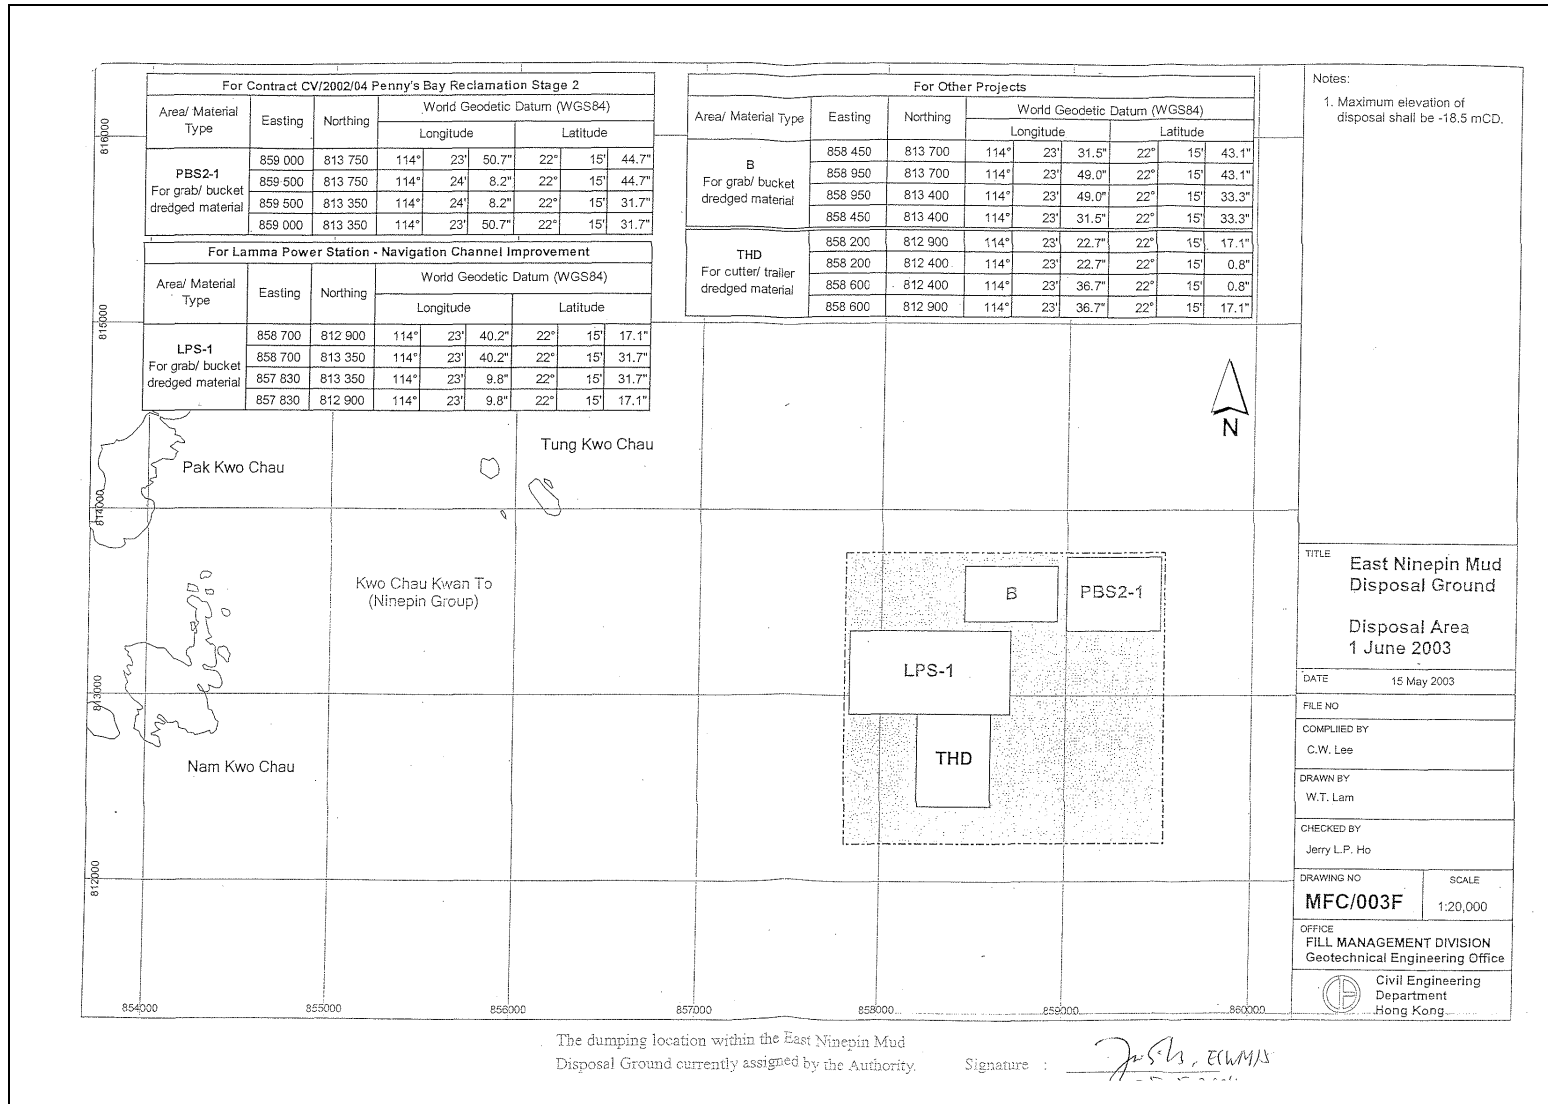 For Contract CV/2002/04 Penny's Bay Reclamation Stage 2
Area/ Material Type Easting Northing World Geodetic Datum (WGS84)
Longitude Latitude
PBS2-1 For grab/ bucket dredged material
859 000 813 750 114° 23' 50.7" 22° 15' 44.7"
859 500 813 750 114° 24' 8.2" 22° 15' 44.7"
859 500 813 350 114° 24' 8.2" 22° 15' 31.7"
859 000 813 350 114° 23' 50.7" 22° 15' 31.7"
For Lamma Power Station - Navigation Channel Improvement
Area/ Material Type Easting Northing World Geodetic Datum (WGS84)
Longitude Latitude
LPS-1 For grab/ bucket dredged material
858 700 812 900 114° 23' 40.2" 22° 15' 17.1"
858 700 813 350 114° 23' 40.2" 22° 15' 31.7"
857 830 813 350 114° 23' 9.8" 22° 15' 31.7"
857 830 812 900 114° 23' 9.8" 22° 15' 17.1"
For Other Projects
Area/ Material Type Easting Northing World Geodetic Datum (WGS84)
Longitude Latitude
B For grab/ bucket dredged material
858 450 813 700 114° 23' 31.5" 22° 15' 43.1"
858 950 813 700 114° 23' 49.0" 22° 15' 43.1"
858 950 813 400 114° 23' 49.0" 22° 15' 33.3"
858 450 813 400 114° 23' 31.5" 22° 15' 33.3"
THD For cutter/ trailer dredged material
858 200 812 900 114° 23' 22.7" 22° 15' 17.1"
858 200 812 400 114° 23' 22.7" 22° 15' 0.8"
858 600 812 400 114° 23' 36.7" 22° 15' 0.8"
858 600 812 900 114° 23' 36.7" 22° 15' 17.1"
816000
815000
814000
813000
812000
N
Tung Kwo Chau
Pak Kwo Chau
Kwo Chau Kwan To
(Ninepin Group)
Nam Kwo Chau
B
PBS2-1
LPS-1
THD
854000 855000 856000 857000 858000 859000 860000
Notes:
1. Maximum elevation of
disposal shall be -18.5 mCD.
TITLE
East Ninepin Mud
Disposal Ground
Disposal Area
1 June 2003
DATE 15 May 2003
FILE NO
COMPLIIED BY
C.W. Lee
DRAWN BY
W.T. Lam
CHECKED BY
Jerry L.P. Ho
DRAWING NO
MFC/003F
SCALE
1:20,000
OFFICE
FILL MANAGEMENT DIVISION
Geotechnical Engineering Office
Civil Engineering
Department
Hong Kong
The dumping location within the East Ninepin Mud
Disposal Ground currently assigned by the Authority.
Signature :